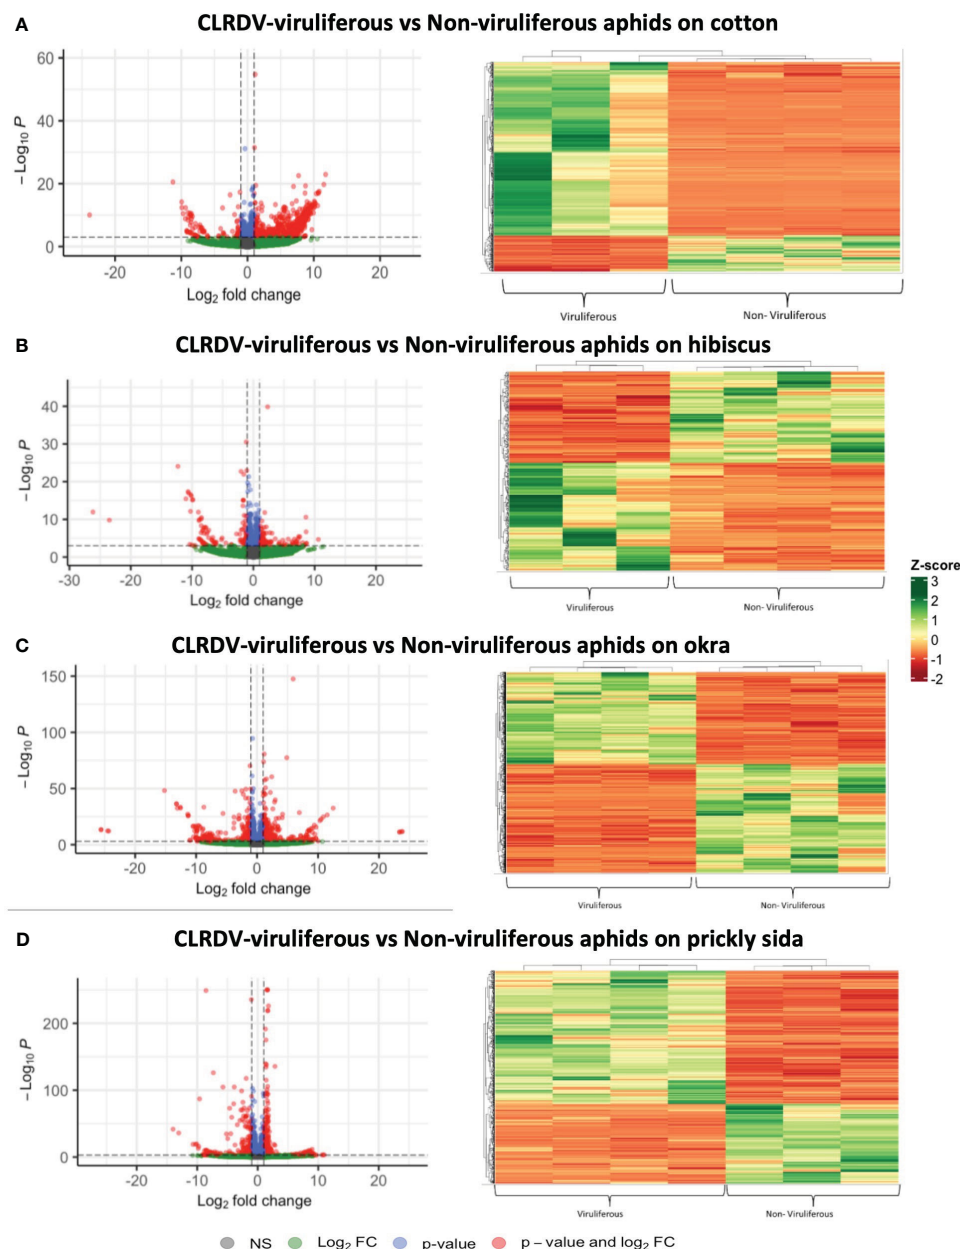 A
CLRDV-viruliferous vs Non-viruliferous aphids on cotton
60
40
20
0
− Log10 P
-20 -10 0 10 20
Log2 fold change
Viruliferous Non- Viruliferous
B
CLRDV-viruliferous vs Non-viruliferous aphids on hibiscus
40
30
20
10
0
− Log10 P
-30 -20 -10 0 10 20
Log2 fold change
Viruliferous Non- Viruliferous
Z-score
3
2
1
0
-1
-2
C
CLRDV-viruliferous vs Non-viruliferous aphids on okra
150
100
50
0
− Log10 P
-20 -10 0 10 20
Log2 fold change
Viruliferous Non- Viruliferous
D
CLRDV-viruliferous vs Non-viruliferous aphids on prickly sida
200
100
0
−Log10 P
-20 -10 0 10 20
Log2 fold change
Viruliferous Non- Viruliferous
NS Log2 FC p-value p − value and log2 FC